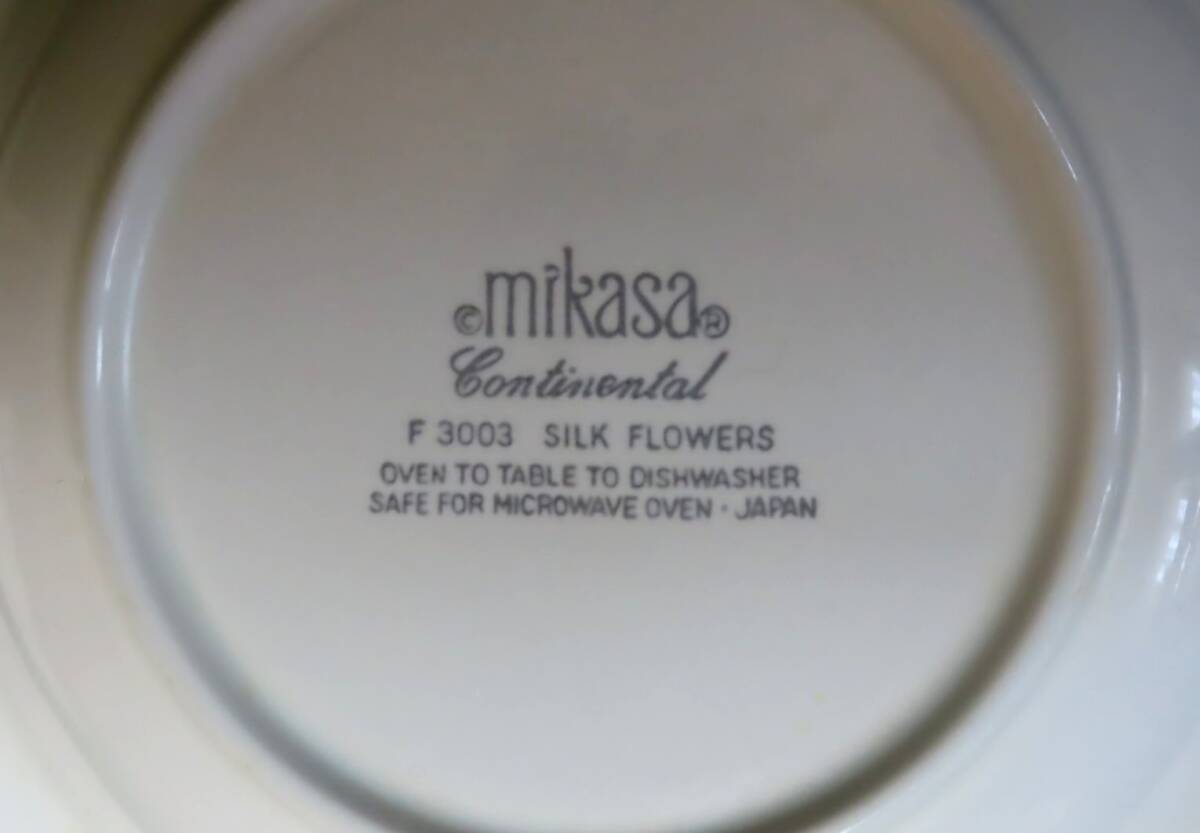 ©mikasa®
Continental
F 3003 SILK FLOWERS
OVEN TO TABLE TO DISHWASHER
SAFE FOR MICROWAVE OVEN · JAPAN